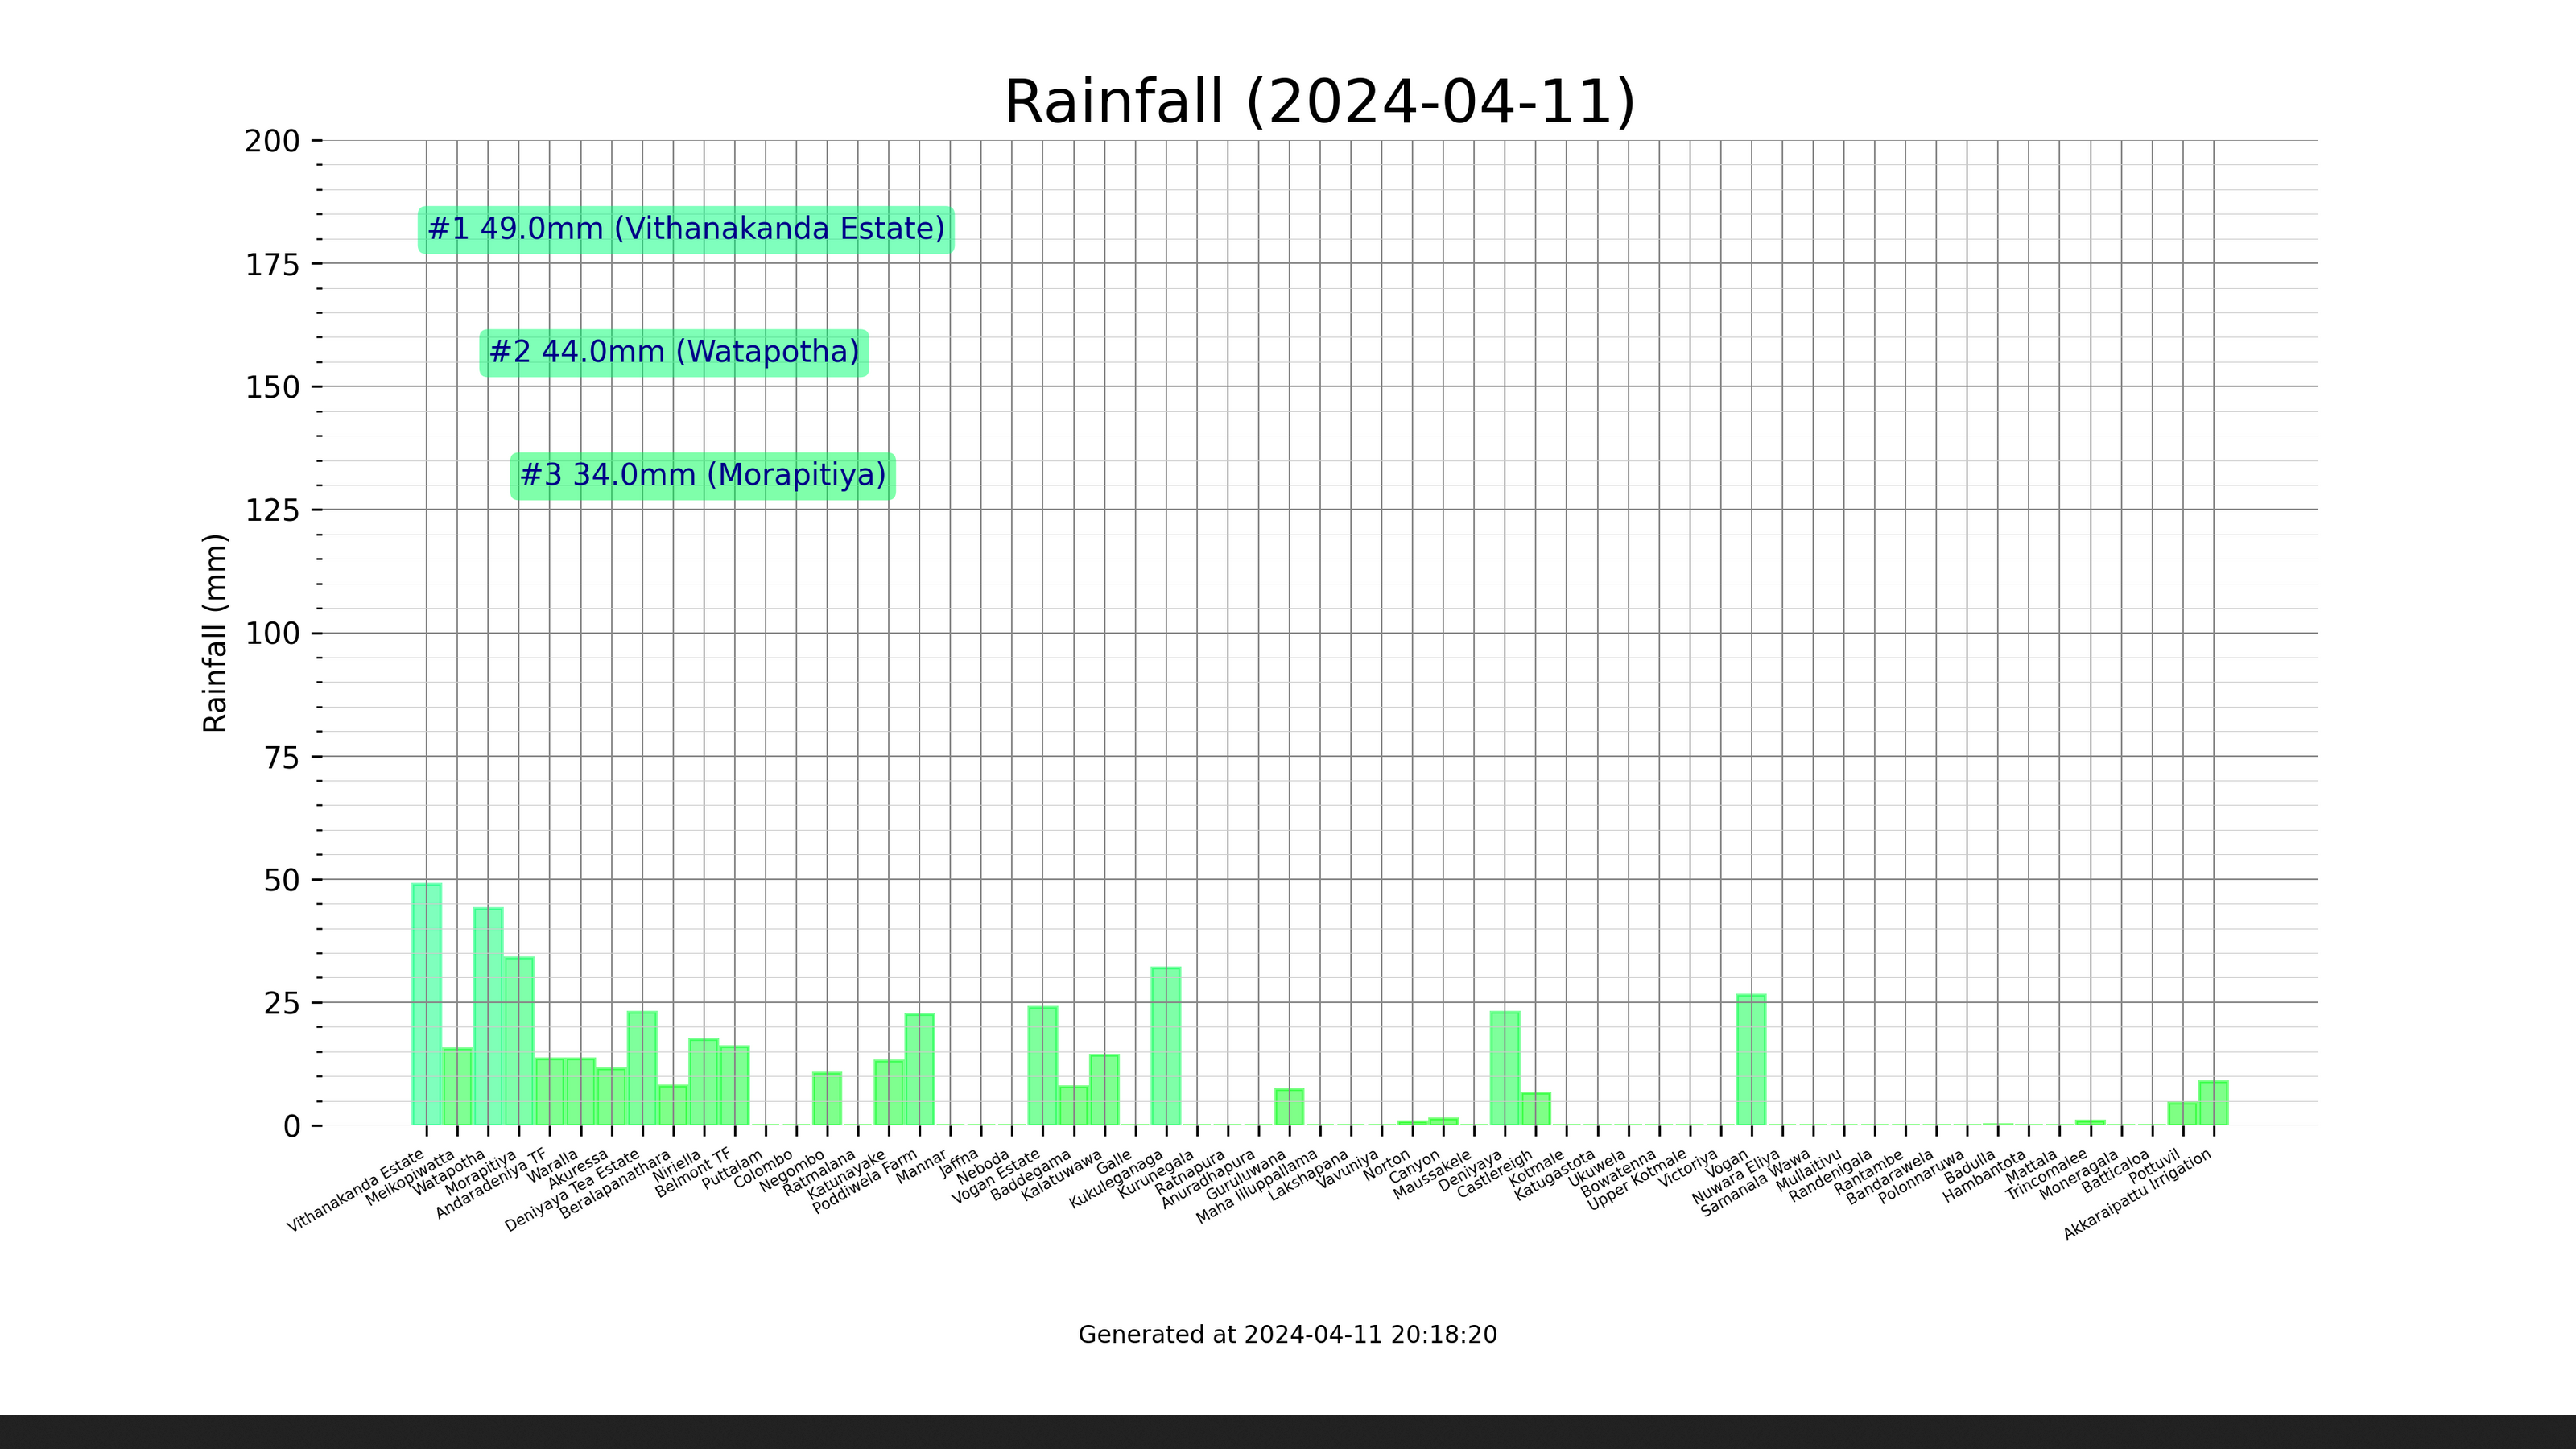 Rainfall (2024-04-11)
200
175
150
125
100
75
50
25
0
Rainfall (mm)
#1 49.0mm (Vithanakanda Estate)
#2 44.0mm (Watapotha)
#3 34.0mm (Morapitiya)
Vithanakanda Estate
Melkopiwatta
Watapotha
Morapitiya
Andaradeniya TF
Waralla
Akuressa
Deniyaya Tea Estate
Beralapanathara
Niriella
Belmont TF
Puttalam
Colombo
Negombo
Ratmalana
Katunayake
Poddiwela Farm
Mannar
Jaffna
Neboda
Vogan Estate
Baddegama
Kalatuwawa
Galle
Kukuleganaga
Kurunegala
Ratnapura
Anuradhapura
Guruluwana
Maha Illuppallama
Lakshapana
Vavuniya
Norton
Canyon
Maussakele
Deniyaya
Castlereigh
Kotmale
Katugastota
Ukuwela
Bowatenna
Upper Kotmale
Victoriya
Vogan
Nuwara Eliya
Samanala Wawa
Mullaitivu
Randenigala
Rantambe
Bandarawela
Polonnaruwa
Badulla
Hambantota
Mattala
Trincomalee
Moneragala
Batticaloa
Pottuvil
Akkaraipattu Irrigation
Generated at 2024-04-11 20:18:20